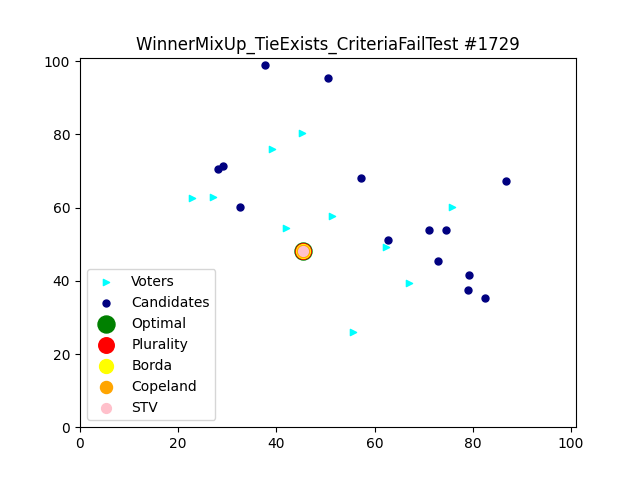 WinnerMixUp_TieExists_CriteriaFailTest #1729
100
80
60
40
20
0
Voters
Candidates
Optimal
Plurality
Borda
Copeland
STV
0 20 40 60 80 100